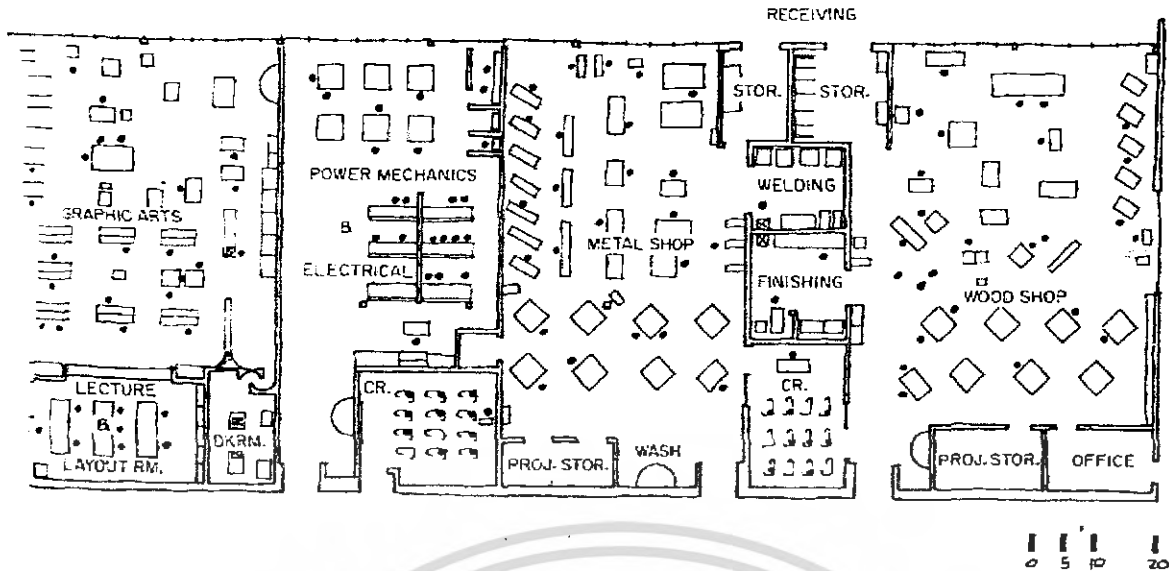 RECEIVING
STOR.
STOR.
POWER MECHANICS
&
ELECTRICAL
GRAPHIC ARTS
WELDING
METAL SHOP
FINISHING
WOOD SHOP
LECTURE
&
LAYOUT RM.
DKRM.
CR.
CR.
PROJ. STOR.
WASH
PROJ. STOR.
OFFICE
0 5 10 20